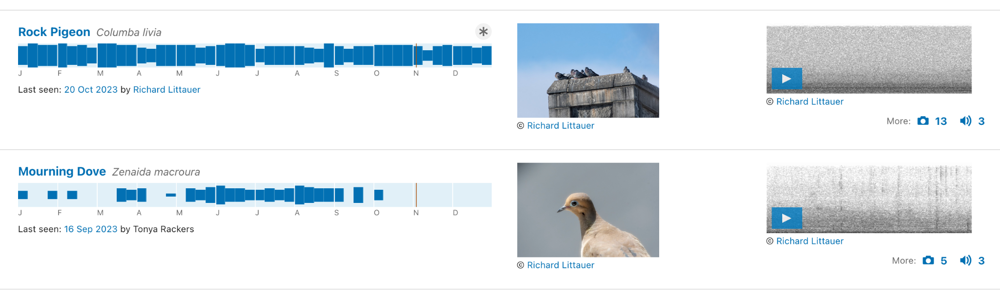 Rock Pigeon Columba livia
J F M A M J J A S O N D
Last seen: 20 Oct 2023 by Richard Littauer
© Richard Littauer
© Richard Littauer
More: 13 3
Mourning Dove Zenaida macroura
J F M A M J J A S O N D
Last seen: 16 Sep 2023 by Tonya Rackers
© Richard Littauer
© Richard Littauer
More: 5 3